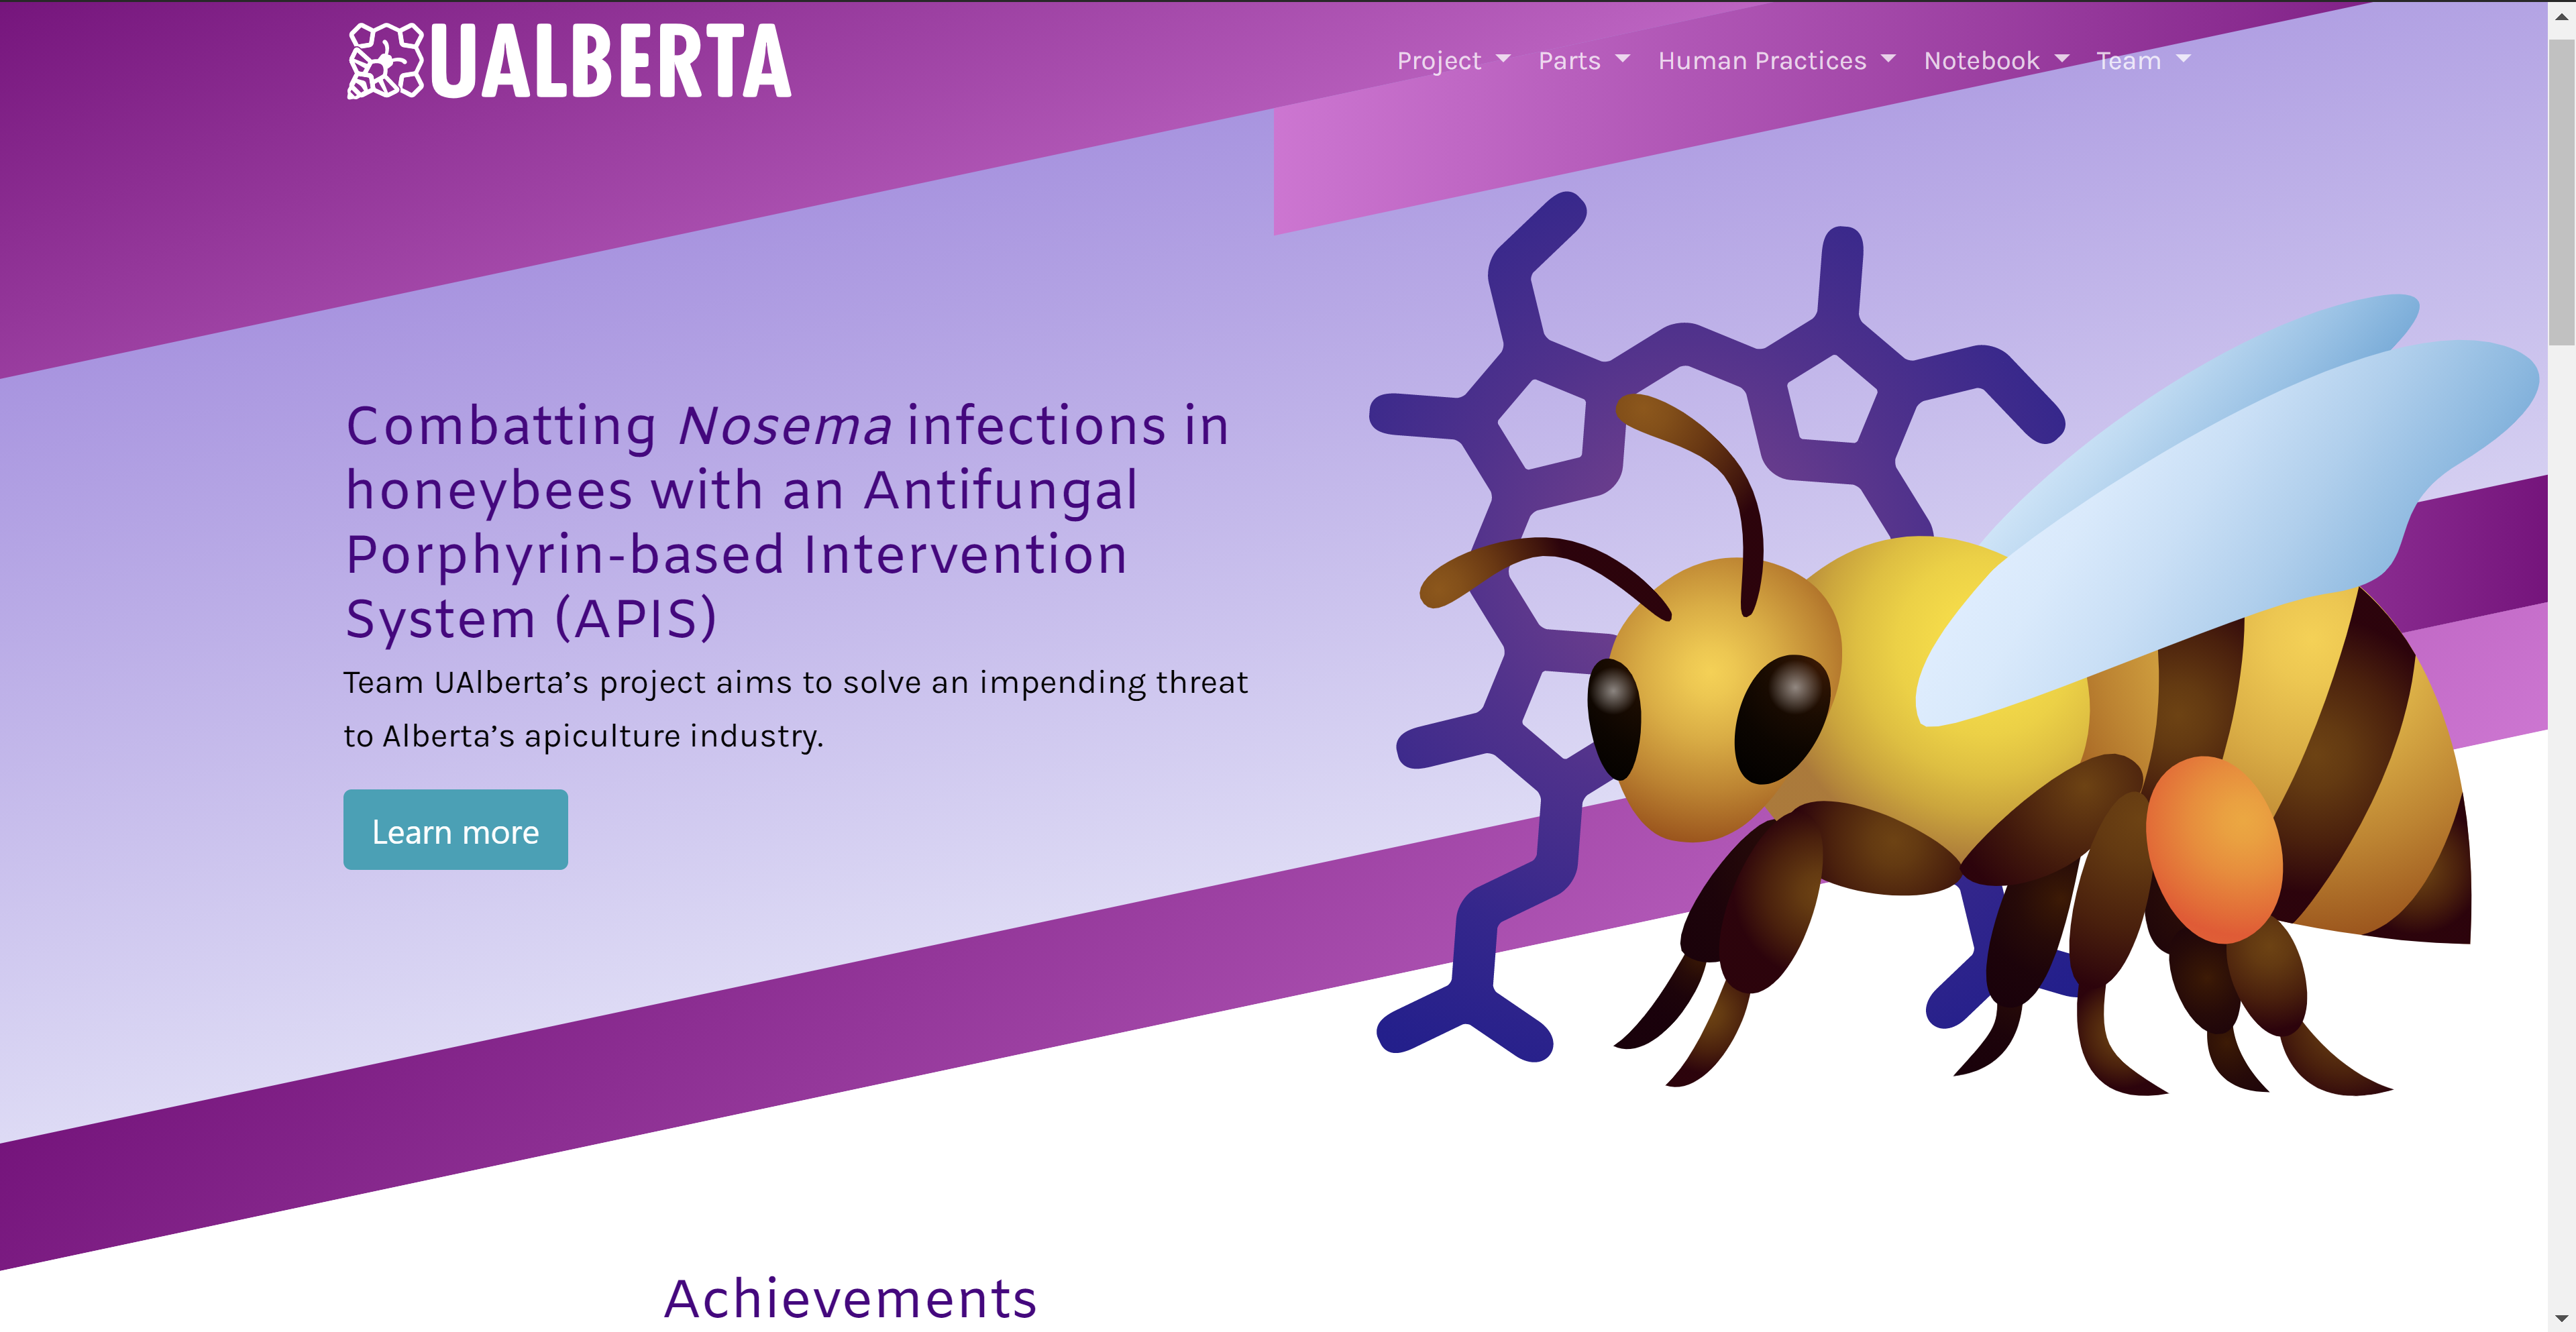 UALBERTA
Project Parts Human Practices Notebook Team
Combatting Nosema infections in
honeybees with an Antifungal
Porphyrin-based Intervention
System (APIS)
Team UAlberta’s project aims to solve an impending threat
to Alberta’s apiculture industry.
Learn more
Achievements